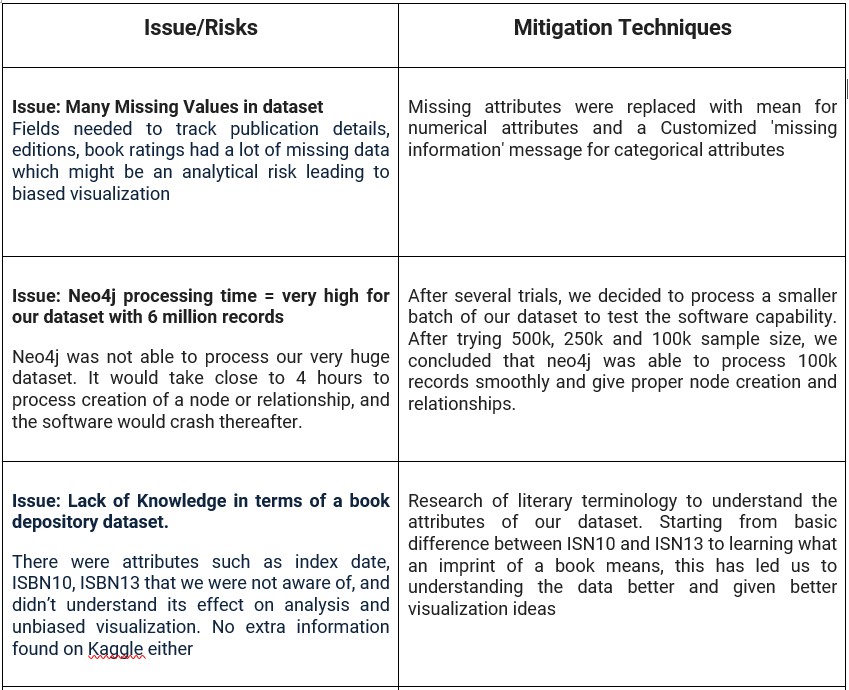 Issue/Risks
Mitigation Techniques
Issue: Many Missing Values in dataset
Fields needed to track publication details,
editions, book ratings had a lot of missing data
which might be an analytical risk leading to
biased visualization
Missing attributes were replaced with mean for
numerical attributes and a Customized 'missing
information' message for categorical attributes
Issue: Neo4j processing time = very high for
our dataset with 6 million records
Neo4j was not able to process our very huge
dataset. It would take close to 4 hours to
process creation of a node or relationship, and
the software would crash thereafter.
After several trials, we decided to process a smaller
batch of our dataset to test the software capability.
After trying 500k, 250k and 100k sample size, we
concluded that neo4j was able to process 100k
records smoothly and give proper node creation and
relationships.
Issue: Lack of Knowledge in terms of a book
depository dataset.
There were attributes such as index date,
ISBN10, ISBN13 that we were not aware of, and
didn't understand its effect on analysis and
unbiased visualization. No extra information
found on Kaggle either
Research of literary terminology to understand the
attributes of our dataset. Starting from basic
difference between ISN10 and ISN13 to learning what
an imprint of a book means, this has led us to
understanding the data better and given better
visualization ideas